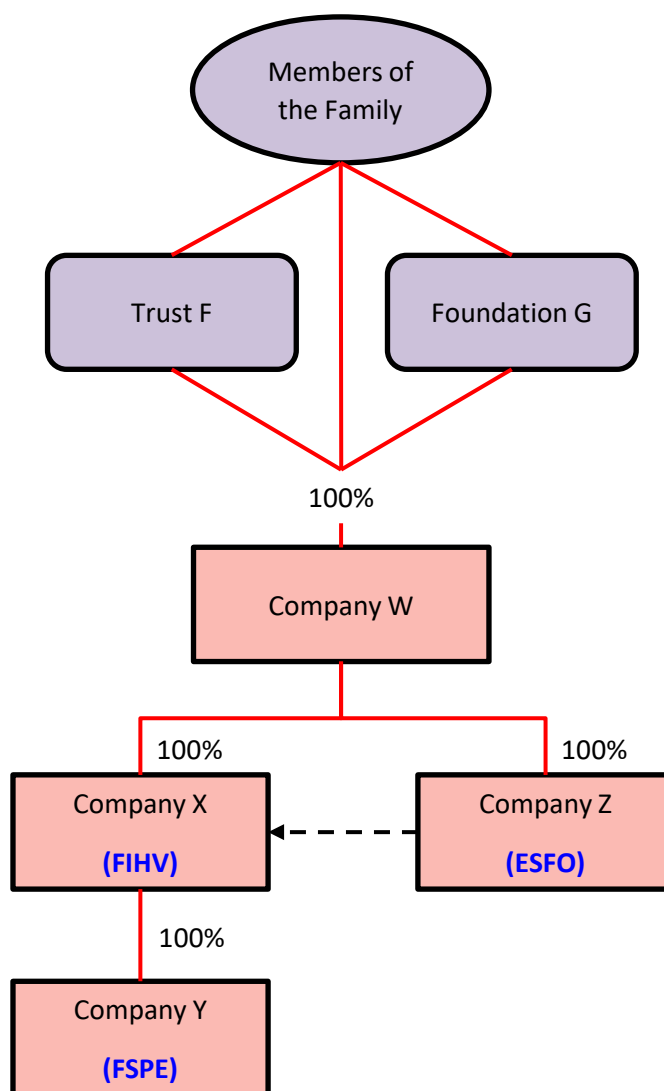 Members of
the Family
Trust F
Foundation G
100%
Company W
100%
100%
Company X
(FIHV)
Company Z
(ESFO)
100%
Company Y
(FSPE)